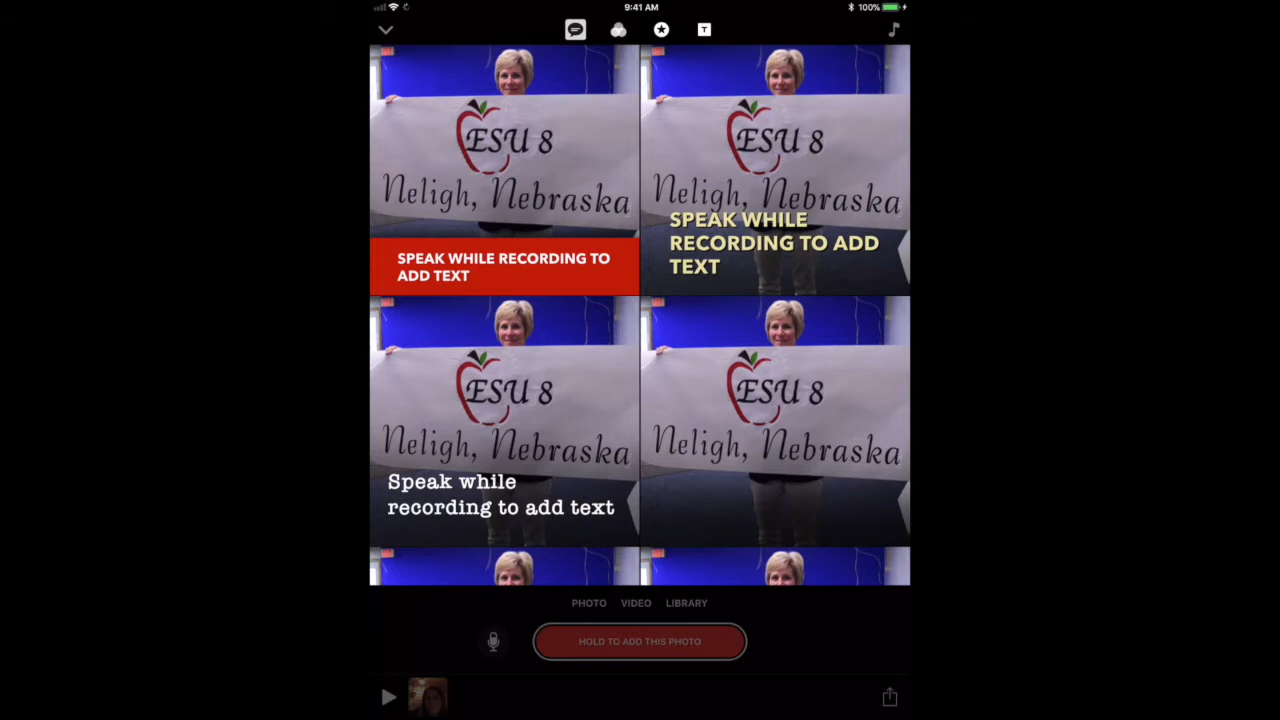 9:41 AM
100%
T
ESU 8
Neligh, Nebraska
SPEAK WHILE RECORDING TO
ADD TEXT
ESU 8
Neligh, Nebraska
SPEAK WHILE
RECORDING TO ADD
TEXT
ESU 8
Neligh, Nebraska
Speak while
recording to add text
ESU 8
Neligh, Nebraska
PHOTO VIDEO LIBRARY
HOLD TO ADD THIS PHOTO